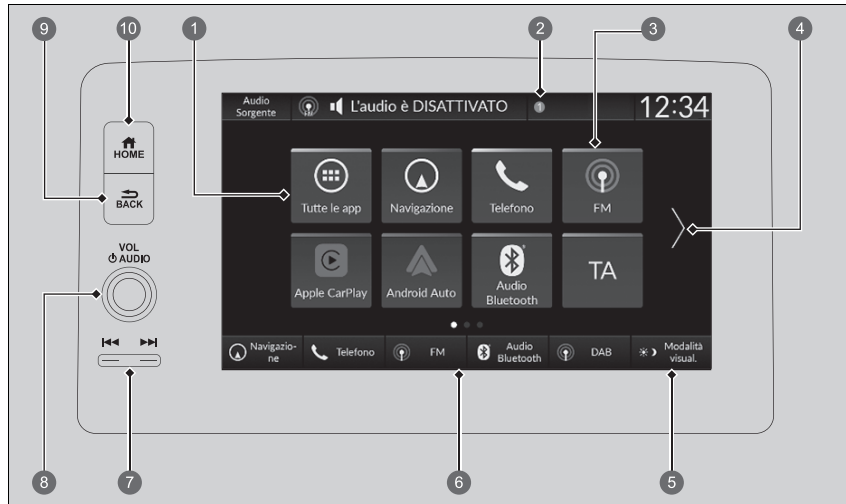 9
10
1
2
3
4
HOME
BACK
VOL
AUDIO
Audio
Sorgente
FM
L'audio è DISATTIVATO
1
12:34
Tutte le app
Navigazione
Telefono
FM
Apple CarPlay
Android Auto
Audio
Bluetooth
TA
Navigazio-
ne
Telefono
FM
Audio
Bluetooth
DAB
Modalità
visual.
8
7
6
5